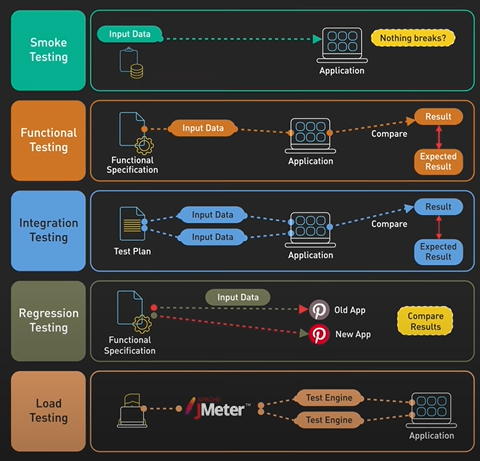 Smoke
Testing
Input Data
Application
Nothing breaks?
Functional
Testing
Functional
Specification
Input Data
Application
Compare
Result
Expected
Result
Integration
Testing
Test Plan
Input Data
Input Data
Application
Compare
Result
Expected
Result
Regression
Testing
Functional
Specification
Input Data
Old App
New App
Compare
Results
Load
Testing
APACHE
JMeter™
Test Engine
Test Engine
Application